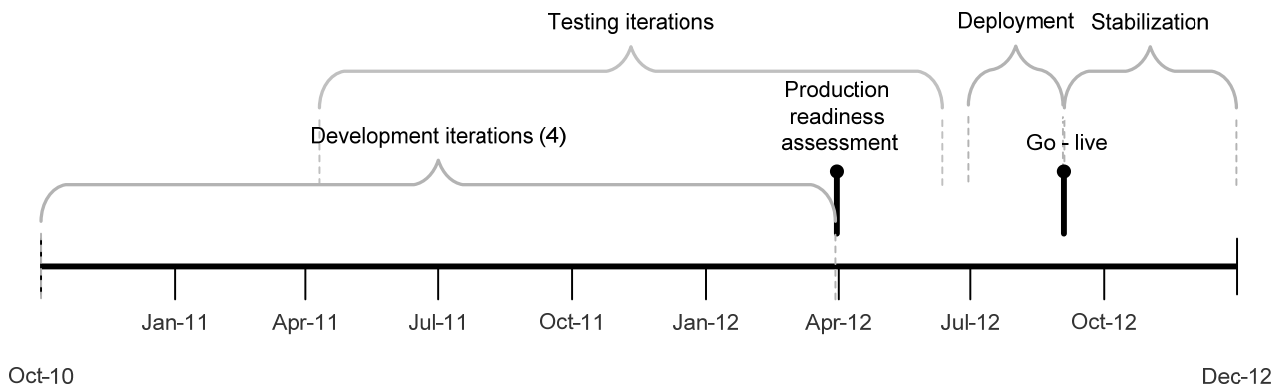 Testing iterations
Deployment
Stabilization
Production
readiness
assessment
Development iterations (4)
Go - live
Jan-11
Apr-11
Jul-11
Oct-11
Jan-12
Apr-12
Jul-12
Oct-12
Oct-10
Dec-12